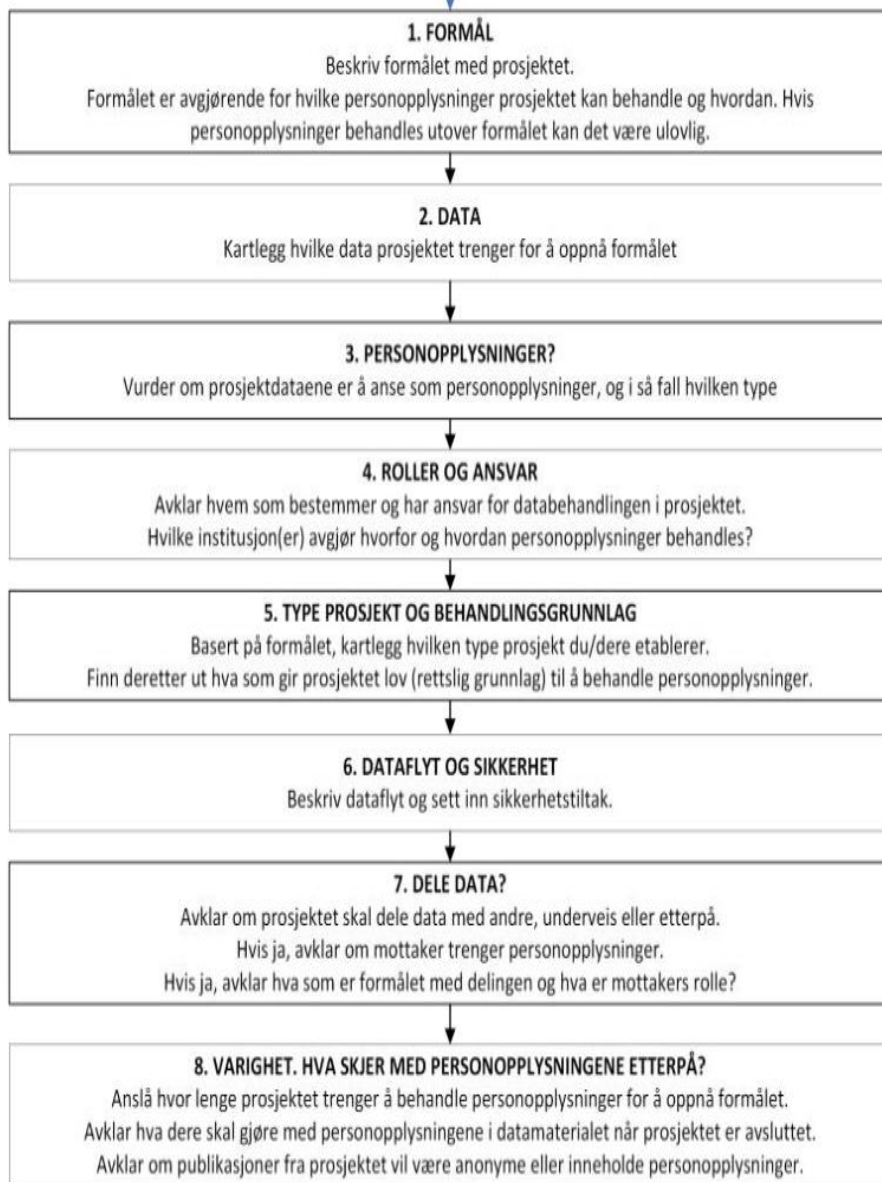 1. FORMÅL
Beskriv formålet med prosjektet.
Formålet er avgjørende for hvilke personopplysninger prosjektet kan behandle og hvordan. Hvis
personopplysninger behandles utover formålet kan det være ulovlig.
2. DATA
Kartlegg hvilke data prosjektet trenger for å oppnå formålet
3. PERSONOPPLYSNINGER?
Vurder om prosjektdataene er å anse som personopplysninger, og i så fall hvilken type
4. ROLLER OG ANSVAR
Avklar hvem som bestemmer og har ansvar for databehandlingen i prosjektet.
Hvilke institusjon(er) avgjør hvorfor og hvordan personopplysninger behandles?
5. TYPE PROSJEKT OG BEHANDLINGSGRUNNLAG
Basert på formålet, kartlegg hvilken type prosjekt du/dere etablerer.
Finn deretter ut hva som gir prosjektet lov (rettslig grunnlag) til å behandle personopplysninger.
6. DATAFLYT OG SIKKERHET
Beskriv dataflyt og sett inn sikkerhetstiltak.
7. DELE DATA?
Avklar om prosjektet skal dele data med andre, underveis eller etterpå.
Hvis ja, avklar om mottaker trenger personopplysninger.
Hvis ja, avklar hva som er formålet med delingen og hva er mottakers rolle?
8. VARIGHET. HVA SKJER MED PERSONOPPLYSNINGENE ETTERPÅ?
Anslå hvor lenge prosjektet trenger å behandle personopplysninger for å oppnå formålet.
Avklar hva dere skal gjøre med personopplysningene i datamaterialet når prosjektet er avsluttet.
Avklar om publikasjoner fra prosjektet vil være anonyme eller inneholde personopplysninger.